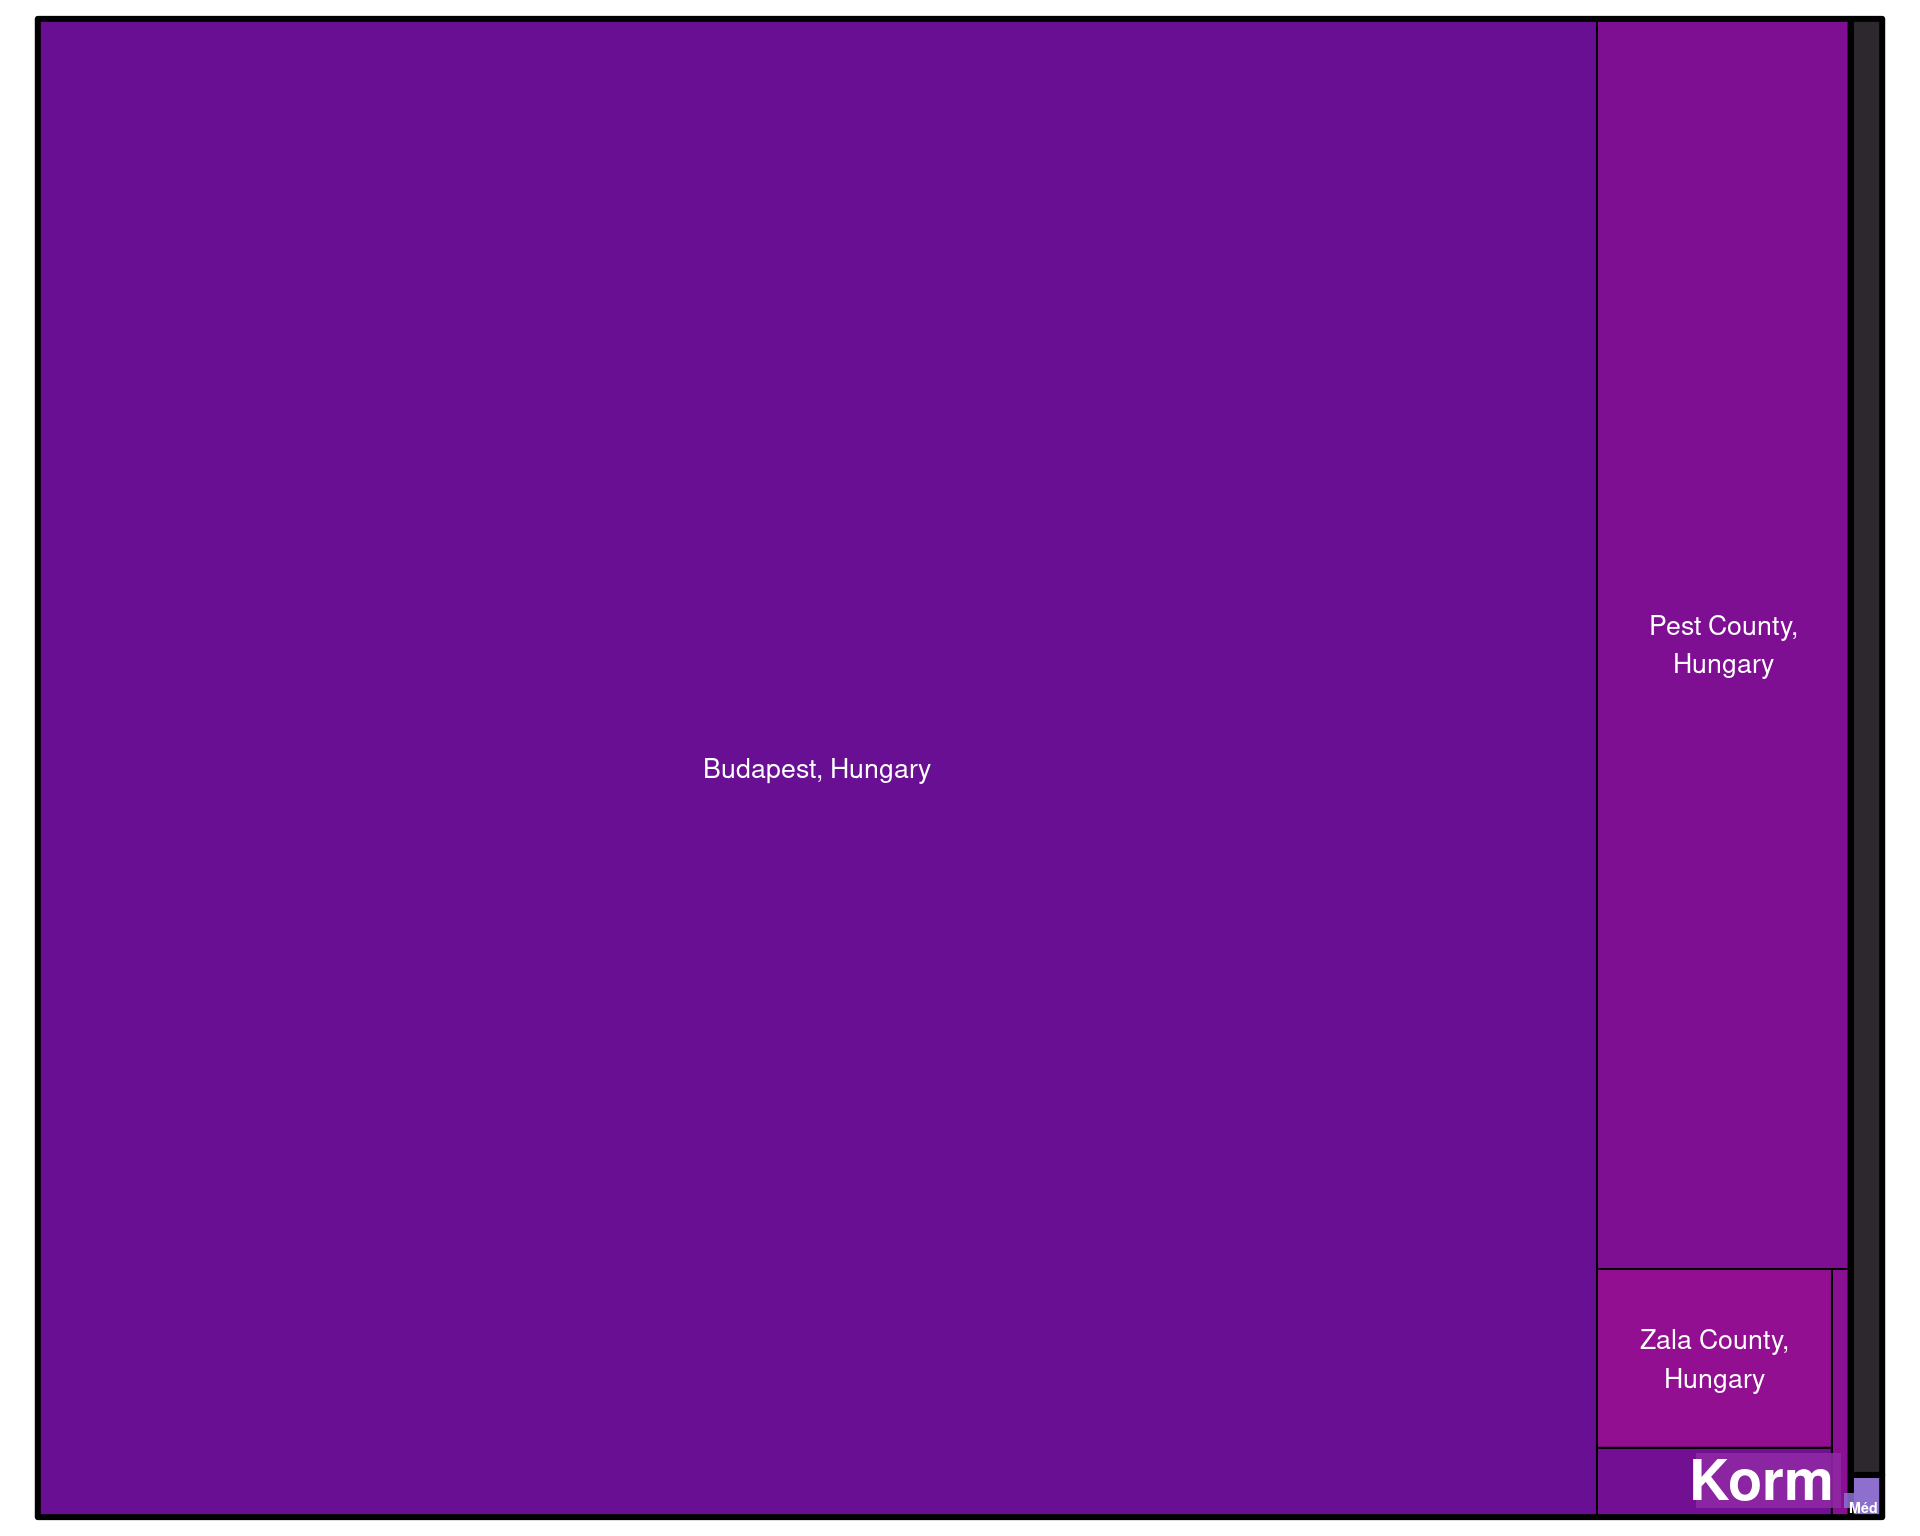 Pest County,
Hungary
Budapest, Hungary
Zala County,
Hungary
Korm
Méd